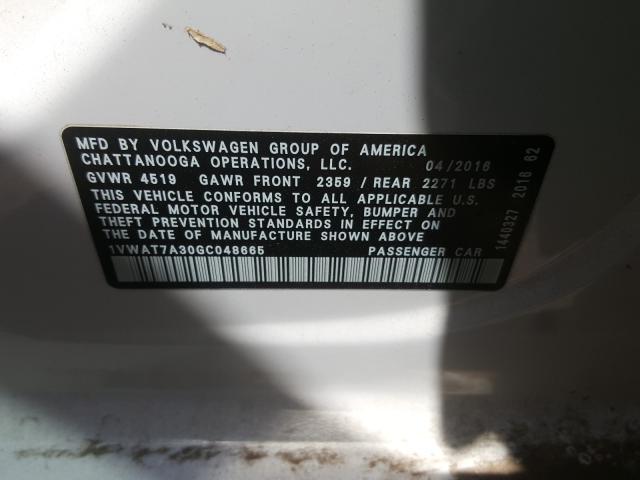 MFD BY VOLKSWAGEN GROUP OF AMERICA
CHATTANOOGA OPERATIONS, LLC. 04/2016
GVWR 4519 GAWR FRONT 2359 / REAR 2271 LBS
THIS VEHICLE CONFORMS TO ALL APPLICABLE U.S.
FEDERAL MOTOR VEHICLE SAFETY, BUMPER AND
THEFT PREVENTION STANDARDS IN EFFECT ON
THE DATE OF MANUFACTURE SHOWN ABOVE
1VWAT7A30GC048665 PASSENGER CAR
1440327 2016 62